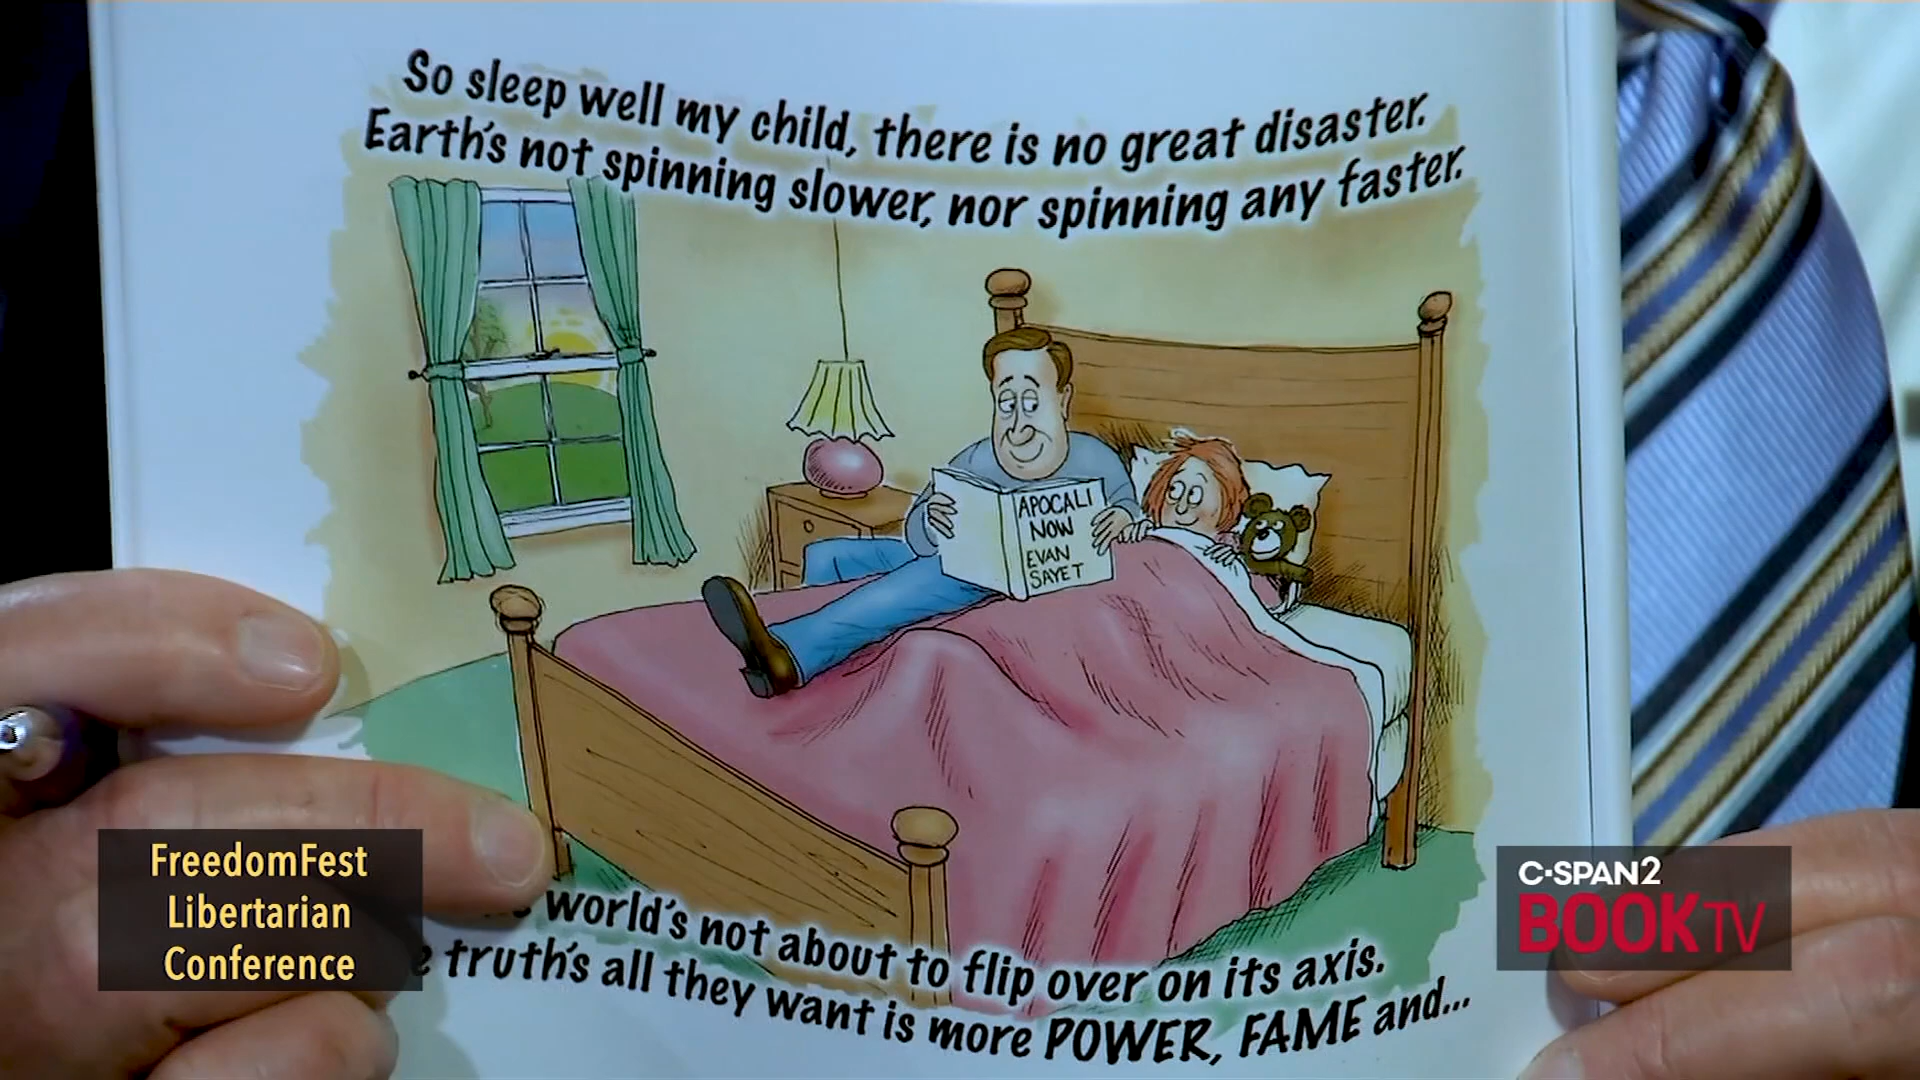 So sleep well my child, there is no great disaster.
Earth's not spinning slower, nor spinning any faster.
APOCALI
NOW
EVAN
SAYET
world's not about to flip over on its axis.
truth's all they want is more POWER, FAME and...
FreedomFest
Libertarian
Conference
C-SPAN2
BOOKTV